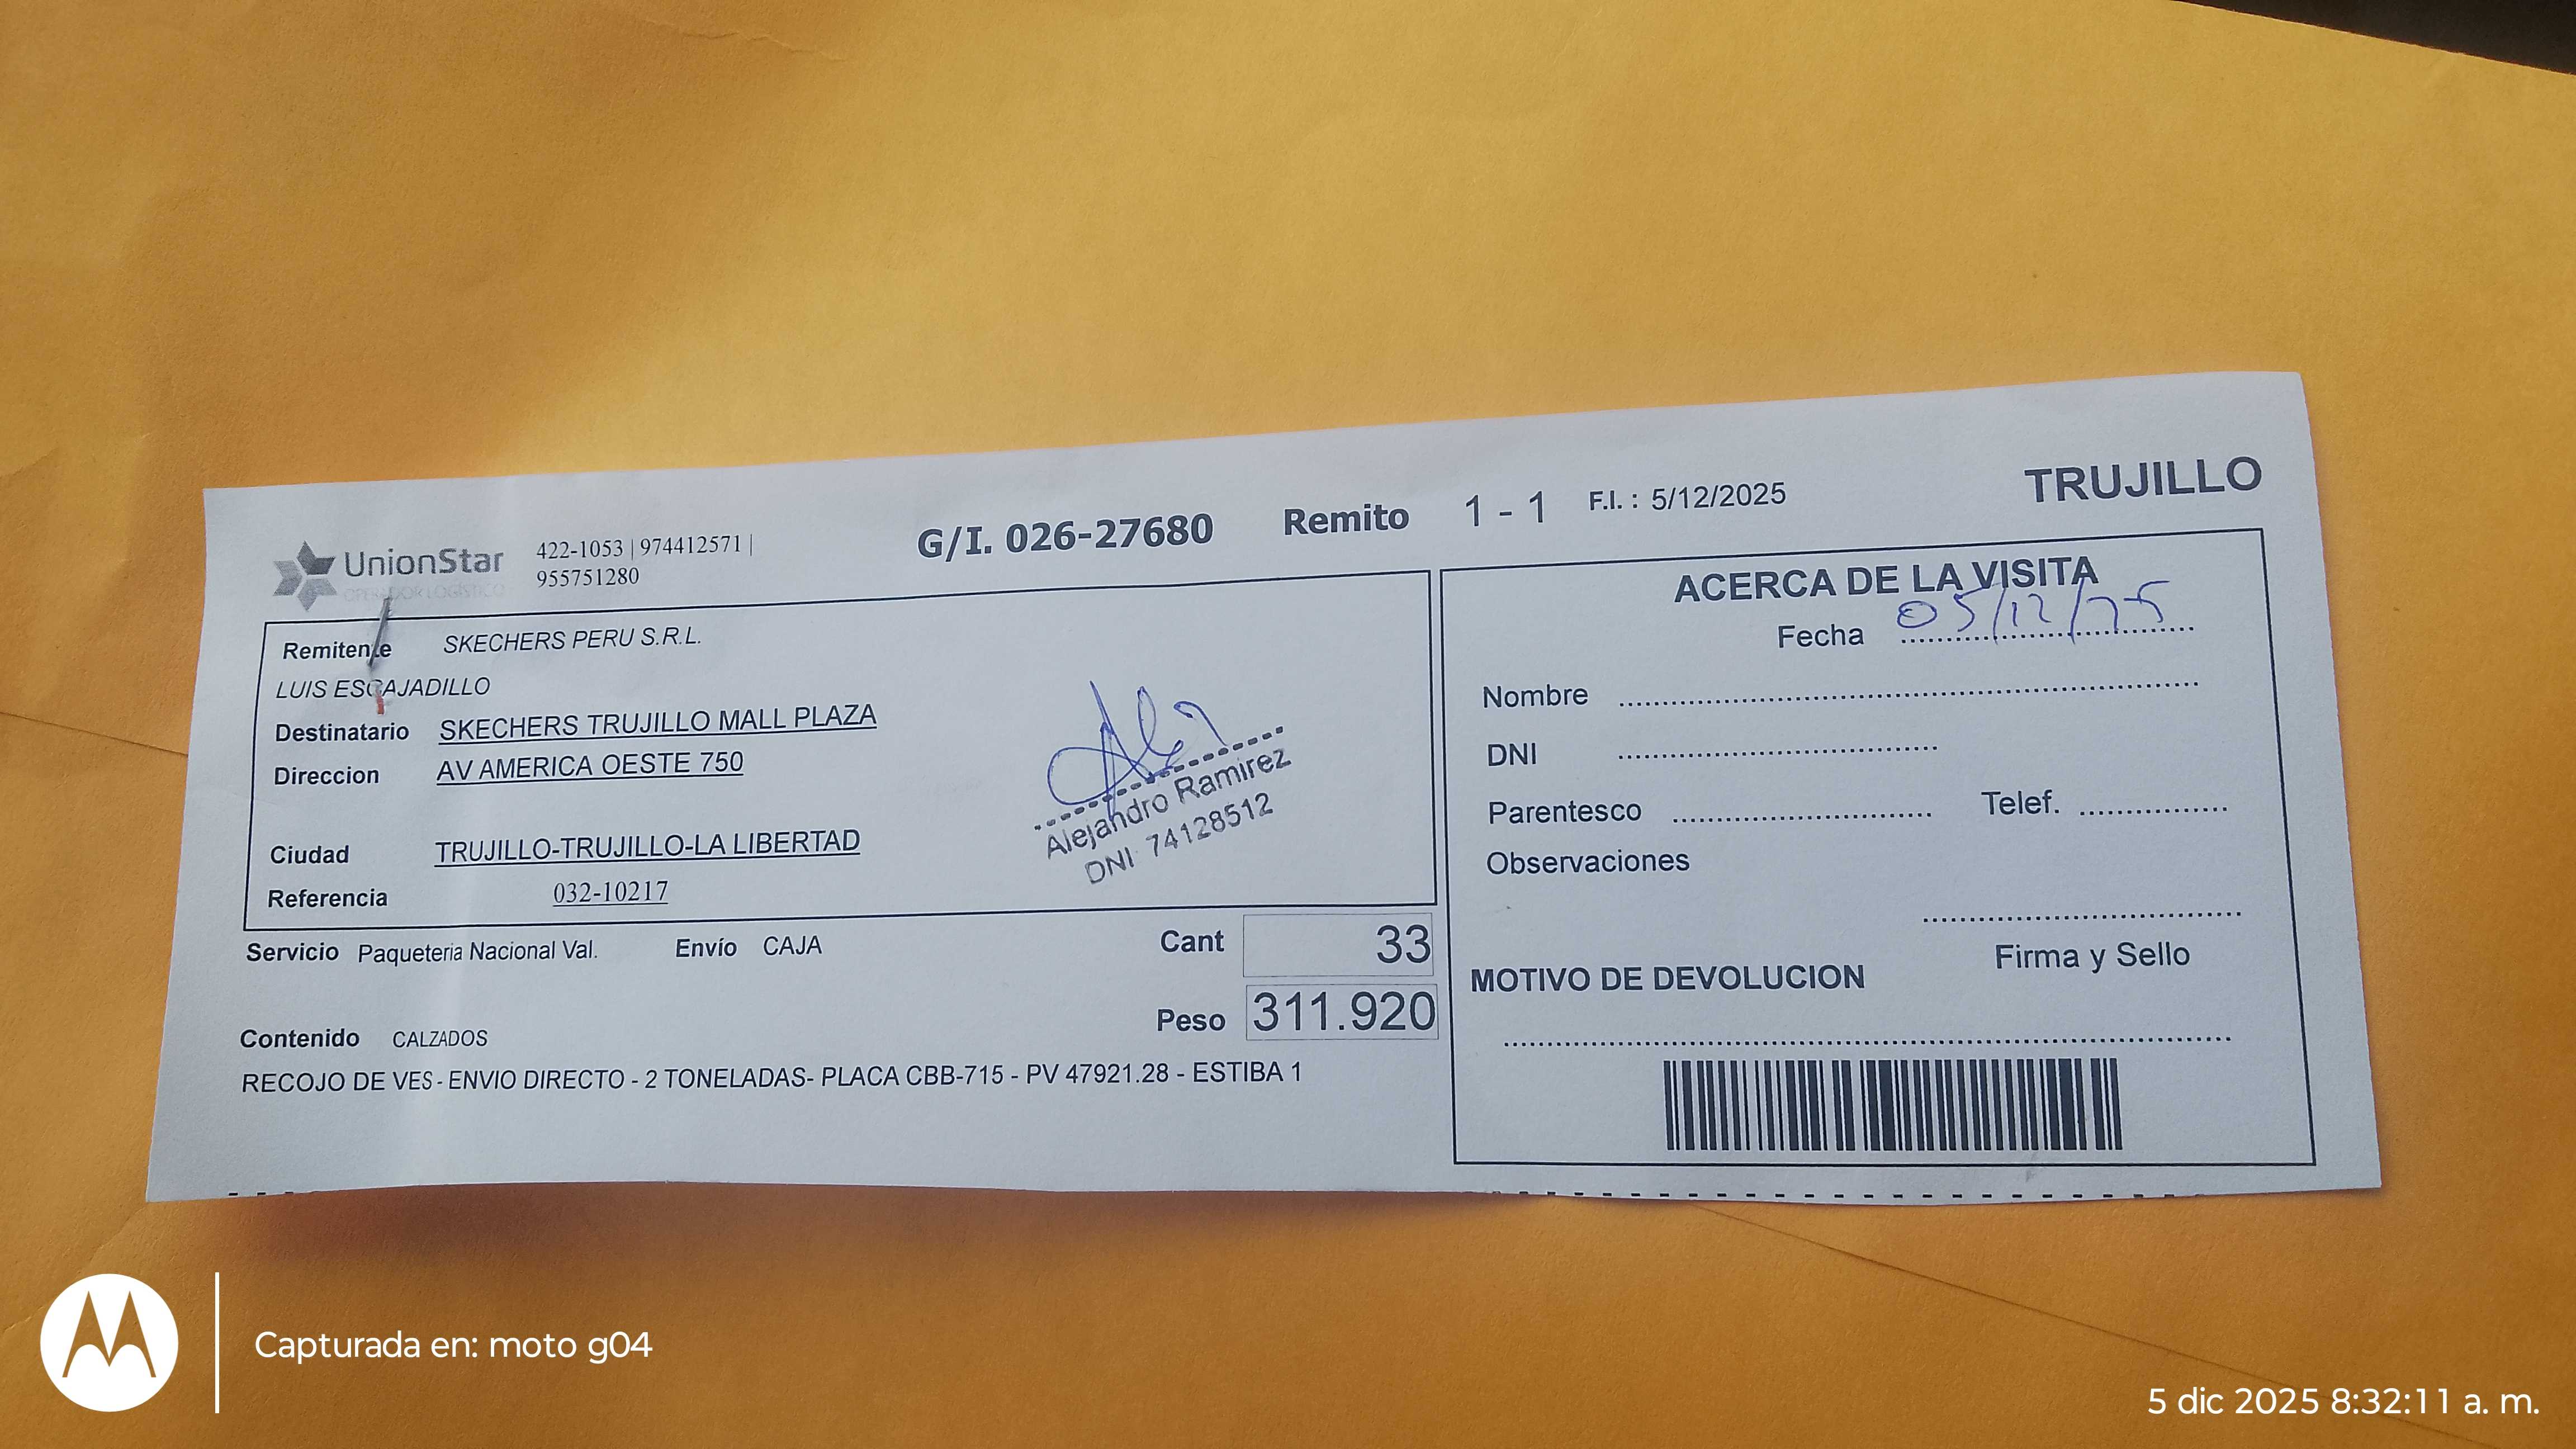 UnionStar
OPERADOR LOGISTICO
422-1053 | 974412571 |
955751280
G/I. 026-27680 Remito 1 - 1 F.I. : 5/12/2025
TRUJILLO
Remitente SKECHERS PERU S.R.L.
LUIS ESCAJADILLO
Destinatario SKECHERS TRUJILLO MALL PLAZA
Direccion AV AMERICA OESTE 750
Ciudad TRUJILLO-TRUJILLO-LA LIBERTAD
Referencia 032-10217
Alejandro Ramirez
DNI 74128512
Servicio Paqueteria Nacional Val. Envío CAJA
Cant 33
Peso 311.920
Contenido CALZADOS
RECOJO DE VES - ENVIO DIRECTO - 2 TONELADAS- PLACA CBB-715 - PV 47921.28 - ESTIBA 1
ACERCA DE LA VISITA
Fecha 05/12/25
Nombre
DNI
Parentesco Telef.
Observaciones
Firma y Sello
MOTIVO DE DEVOLUCION
Capturada en: moto g04
5 dic 2025 8:32:11 a. m.